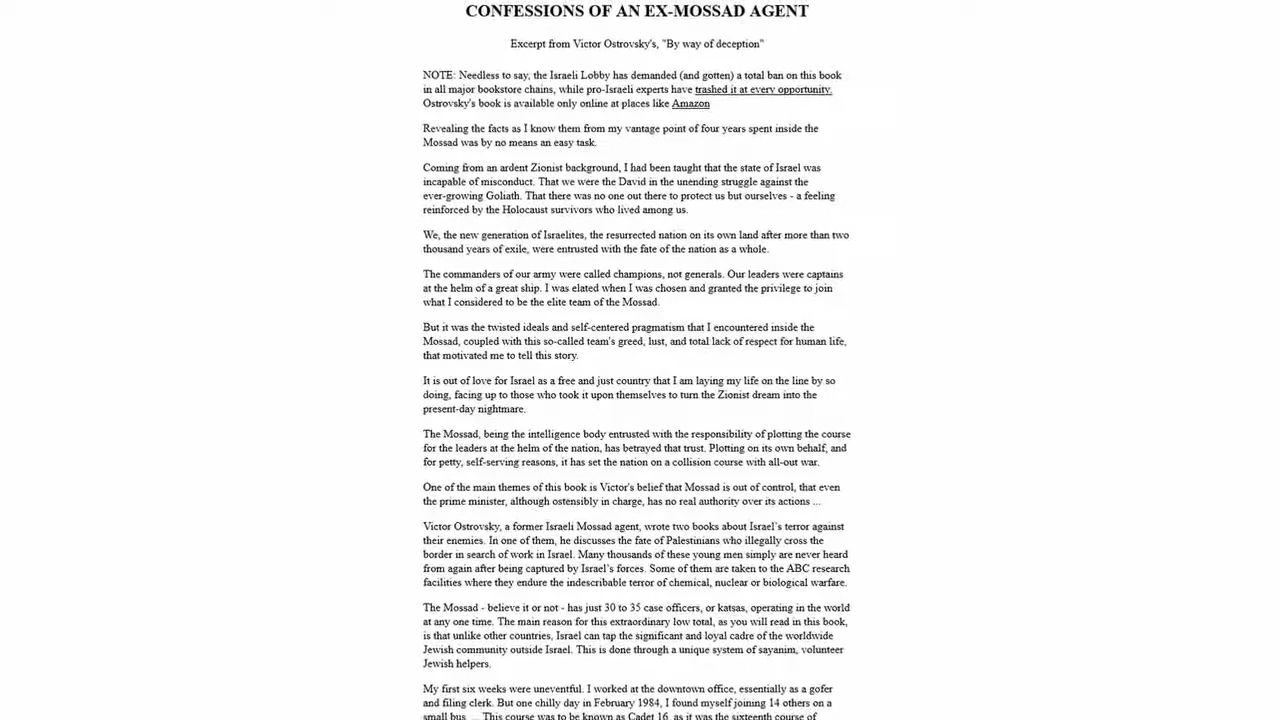 CONFESSIONS OF AN EX-MOSSAD AGENT
Excerpt from Victor Ostrovsky's, "By way of deception"
NOTE: Needless to say, the Israeli Lobby has demanded (and gotten) a total ban on this book
in all major bookstore chains, while pro-Israeli experts have trashed it at every opportunity.
Ostrovsky's book is available only online at places like Amazon
Revealing the facts as I know them from my vantage point of four years spent inside the
Mossad was by no means an easy task.
Coming from an ardent Zionist background, I had been taught that the state of Israel was
incapable of misconduct. That we were the David in the unending struggle against the
ever-growing Goliath. That there was no one out there to protect us but ourselves - a feeling
reinforced by the Holocaust survivors who lived among us.
We, the new generation of Israelites, the resurrected nation on its own land after more than two
thousand years of exile, were entrusted with the fate of the nation as a whole.
The commanders of our army were called champions, not generals. Our leaders were captains
at the helm of a great ship. I was elated when I was chosen and granted the privilege to join
what I considered to be the elite team of the Mossad.
But it was the twisted ideals and self-centered pragmatism that I encountered inside the
Mossad, coupled with this so-called team's greed, lust, and total lack of respect for human life,
that motivated me to tell this story.
It is out of love for Israel as a free and just country that I am laying my life on the line by so
doing, facing up to those who took it upon themselves to turn the Zionist dream into the
present-day nightmare.
The Mossad, being the intelligence body entrusted with the responsibility of plotting the course
for the leaders at the helm of the nation, has betrayed that trust. Plotting on its own behalf, and
for petty, self-serving reasons, it has set the nation on a collision course with all-out war.
One of the main themes of this book is Victor's belief that Mossad is out of control, that even
the prime minister, although ostensibly in charge, has no real authority over its actions ...
Victor Ostrovsky, a former Israeli Mossad agent, wrote two books about Israel's terror against
their enemies. In one of them, he discusses the fate of Palestinians who illegally cross the
border in search of work in Israel. Many thousands of these young men simply are never heard
from again after being captured by Israel's forces. Some of them are taken to the ABC research
facilities where they endure the indescribable terror of chemical, nuclear or biological warfare.
The Mossad - believe it or not - has just 30 to 35 case officers, or katsas, operating in the world
at any one time. The main reason for this extraordinary low total, as you will read in this book,
is that unlike other countries, Israel can tap the significant and loyal cadre of the worldwide
Jewish community outside Israel. This is done through a unique system of sayanim, volunteer
Jewish helpers.
My first six weeks were uneventful. I worked at the downtown office, essentially as a gofer
and filing clerk. But one chilly day in February 1984, I found myself joining 14 others on a
small bus. ... This course was to be known as Cadet 16, as it was the sixteenth course of